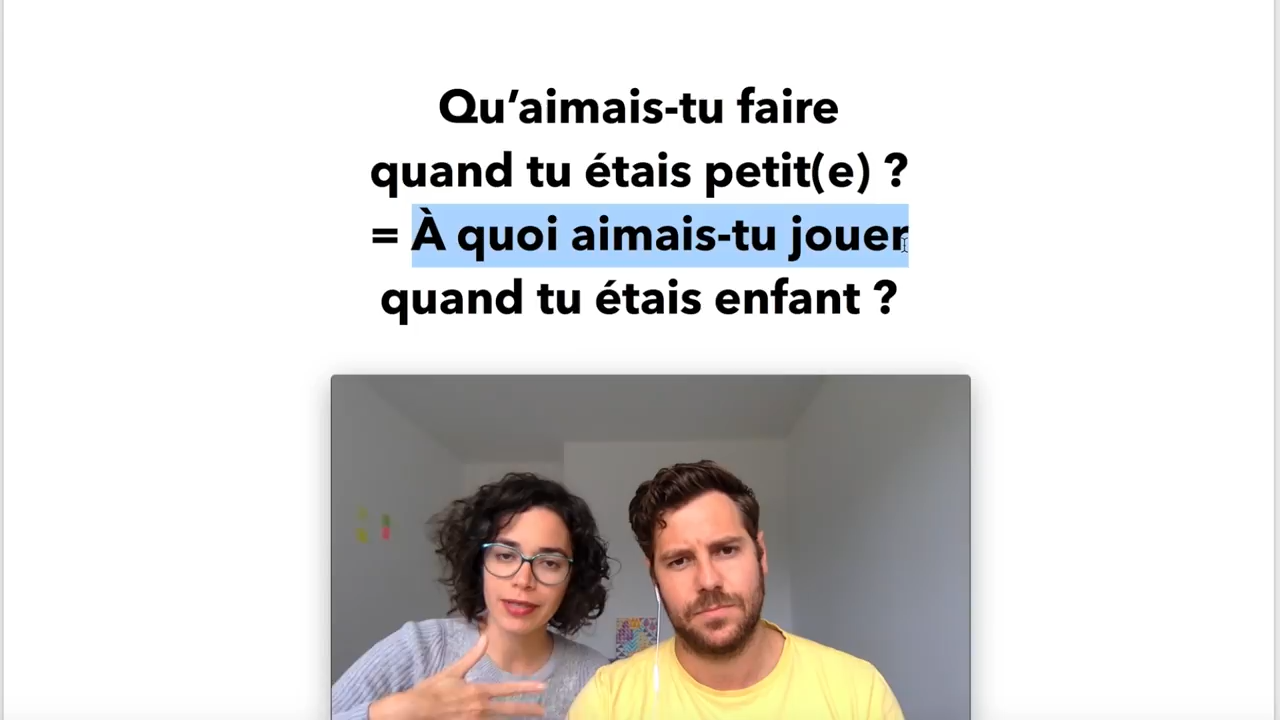 Qu’aimais-tu faire
quand tu étais petit(e) ?
= À quoi aimais-tu jouer
quand tu étais enfant ?